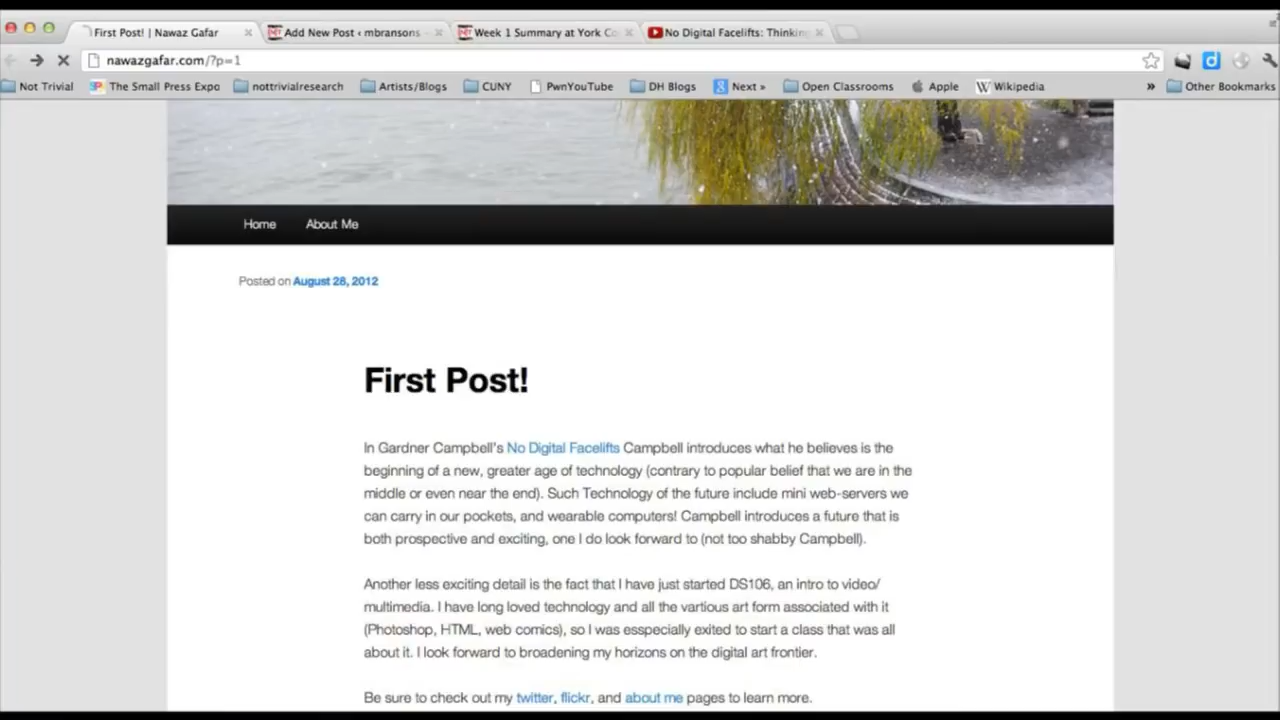 First Post! | Nawaz Gafar
Add New Post ‹ mbransons
Week 1 Summary at York Co
No Digital Facelifts: Thinking
nawazgafar.com/?p=1
Not Trivial
The Small Press Expo
nottrivialresearch
Artists/Blogs
CUNY
PwnYouTube
DH Blogs
Next »
Open Classrooms
Apple
Wikipedia
»
Other Bookmarks
Home
About Me
Posted on August 28, 2012
First Post!
In Gardner Campbell's No Digital Facelifts Campbell introduces what he believes is the
beginning of a new, greater age of technology (contrary to popular belief that we are in the
middle or even near the end). Such Technology of the future include mini web-servers we
can carry in our pockets, and wearable computers! Campbell introduces a future that is
both prospective and exciting, one I do look forward to (not too shabby Campbell).
Another less exciting detail is the fact that I have just started DS106, an intro to video/
multimedia. I have long loved technology and all the vartious art form associated with it
(Photoshop, HTML, web comics), so I was esspecially exited to start a class that was all
about it. I look forward to broadening my horizons on the digital art frontier.
Be sure to check out my twitter, flickr, and about me pages to learn more.